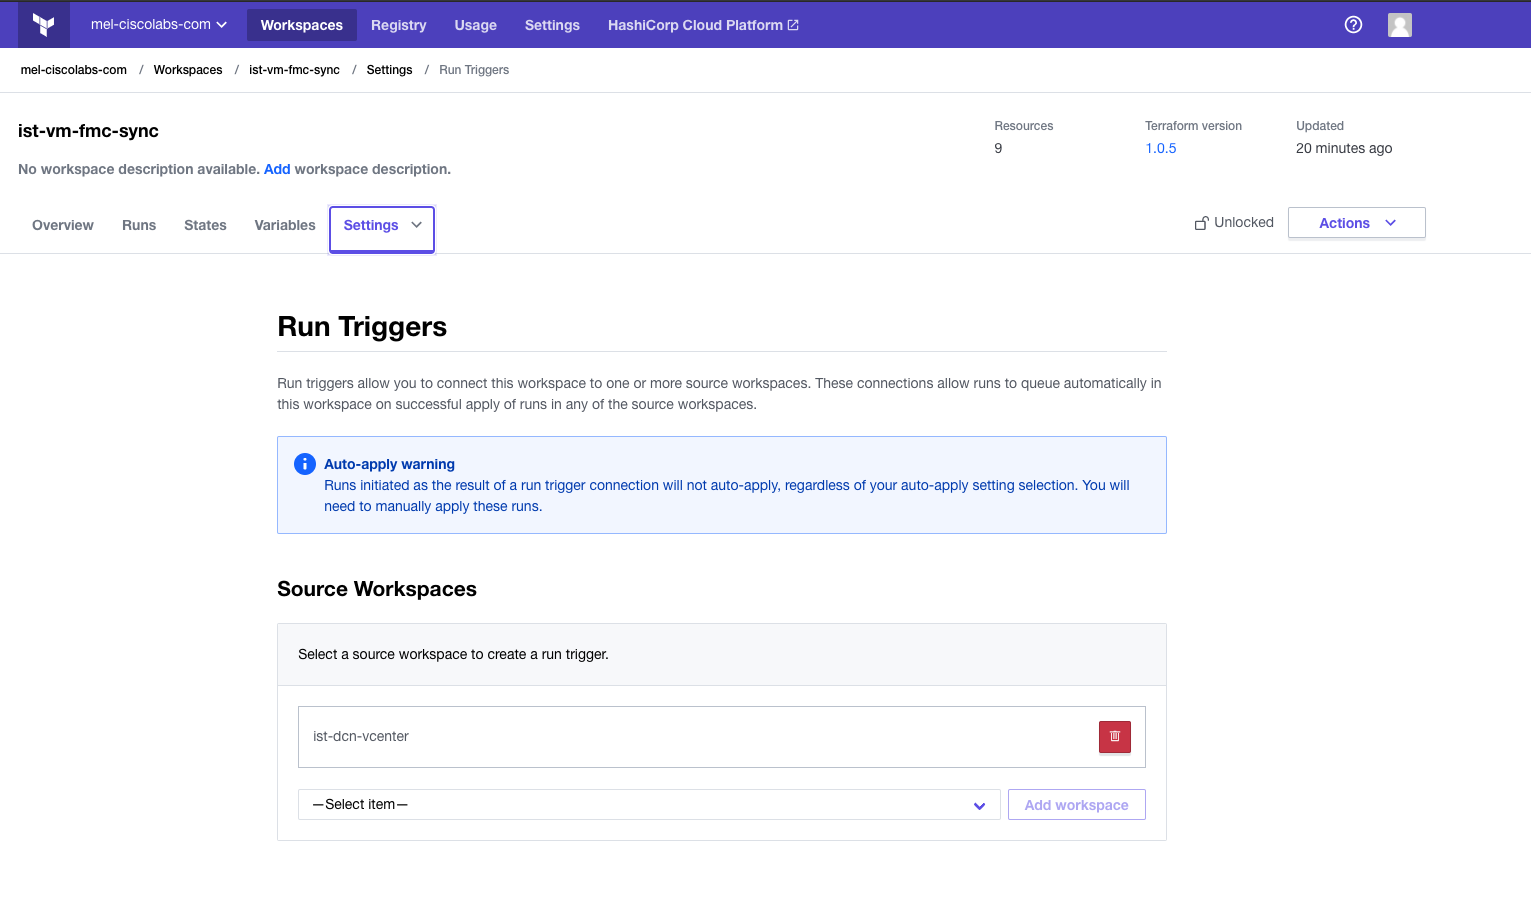 mel-ciscolabs-com Workspaces Registry Usage Settings HashiCorp Cloud Platform
mel-ciscolabs-com / Workspaces / ist-vm-fmc-sync / Settings / Run Triggers
ist-vm-fmc-sync
Resources Terraform version Updated
9 1.0.5 20 minutes ago
No workspace description available. Add workspace description.
Overview Runs States Variables Settings Unlocked Actions
Run Triggers
Run triggers allow you to connect this workspace to one or more source workspaces. These connections allow runs to queue automatically in
this workspace on successful apply of runs in any of the source workspaces.
Auto-apply warning
Runs initiated as the result of a run trigger connection will not auto-apply, regardless of your auto-apply setting selection. You will
need to manually apply these runs.
Source Workspaces
Select a source workspace to create a run trigger.
ist-dcn-vcenter
—Select item— Add workspace